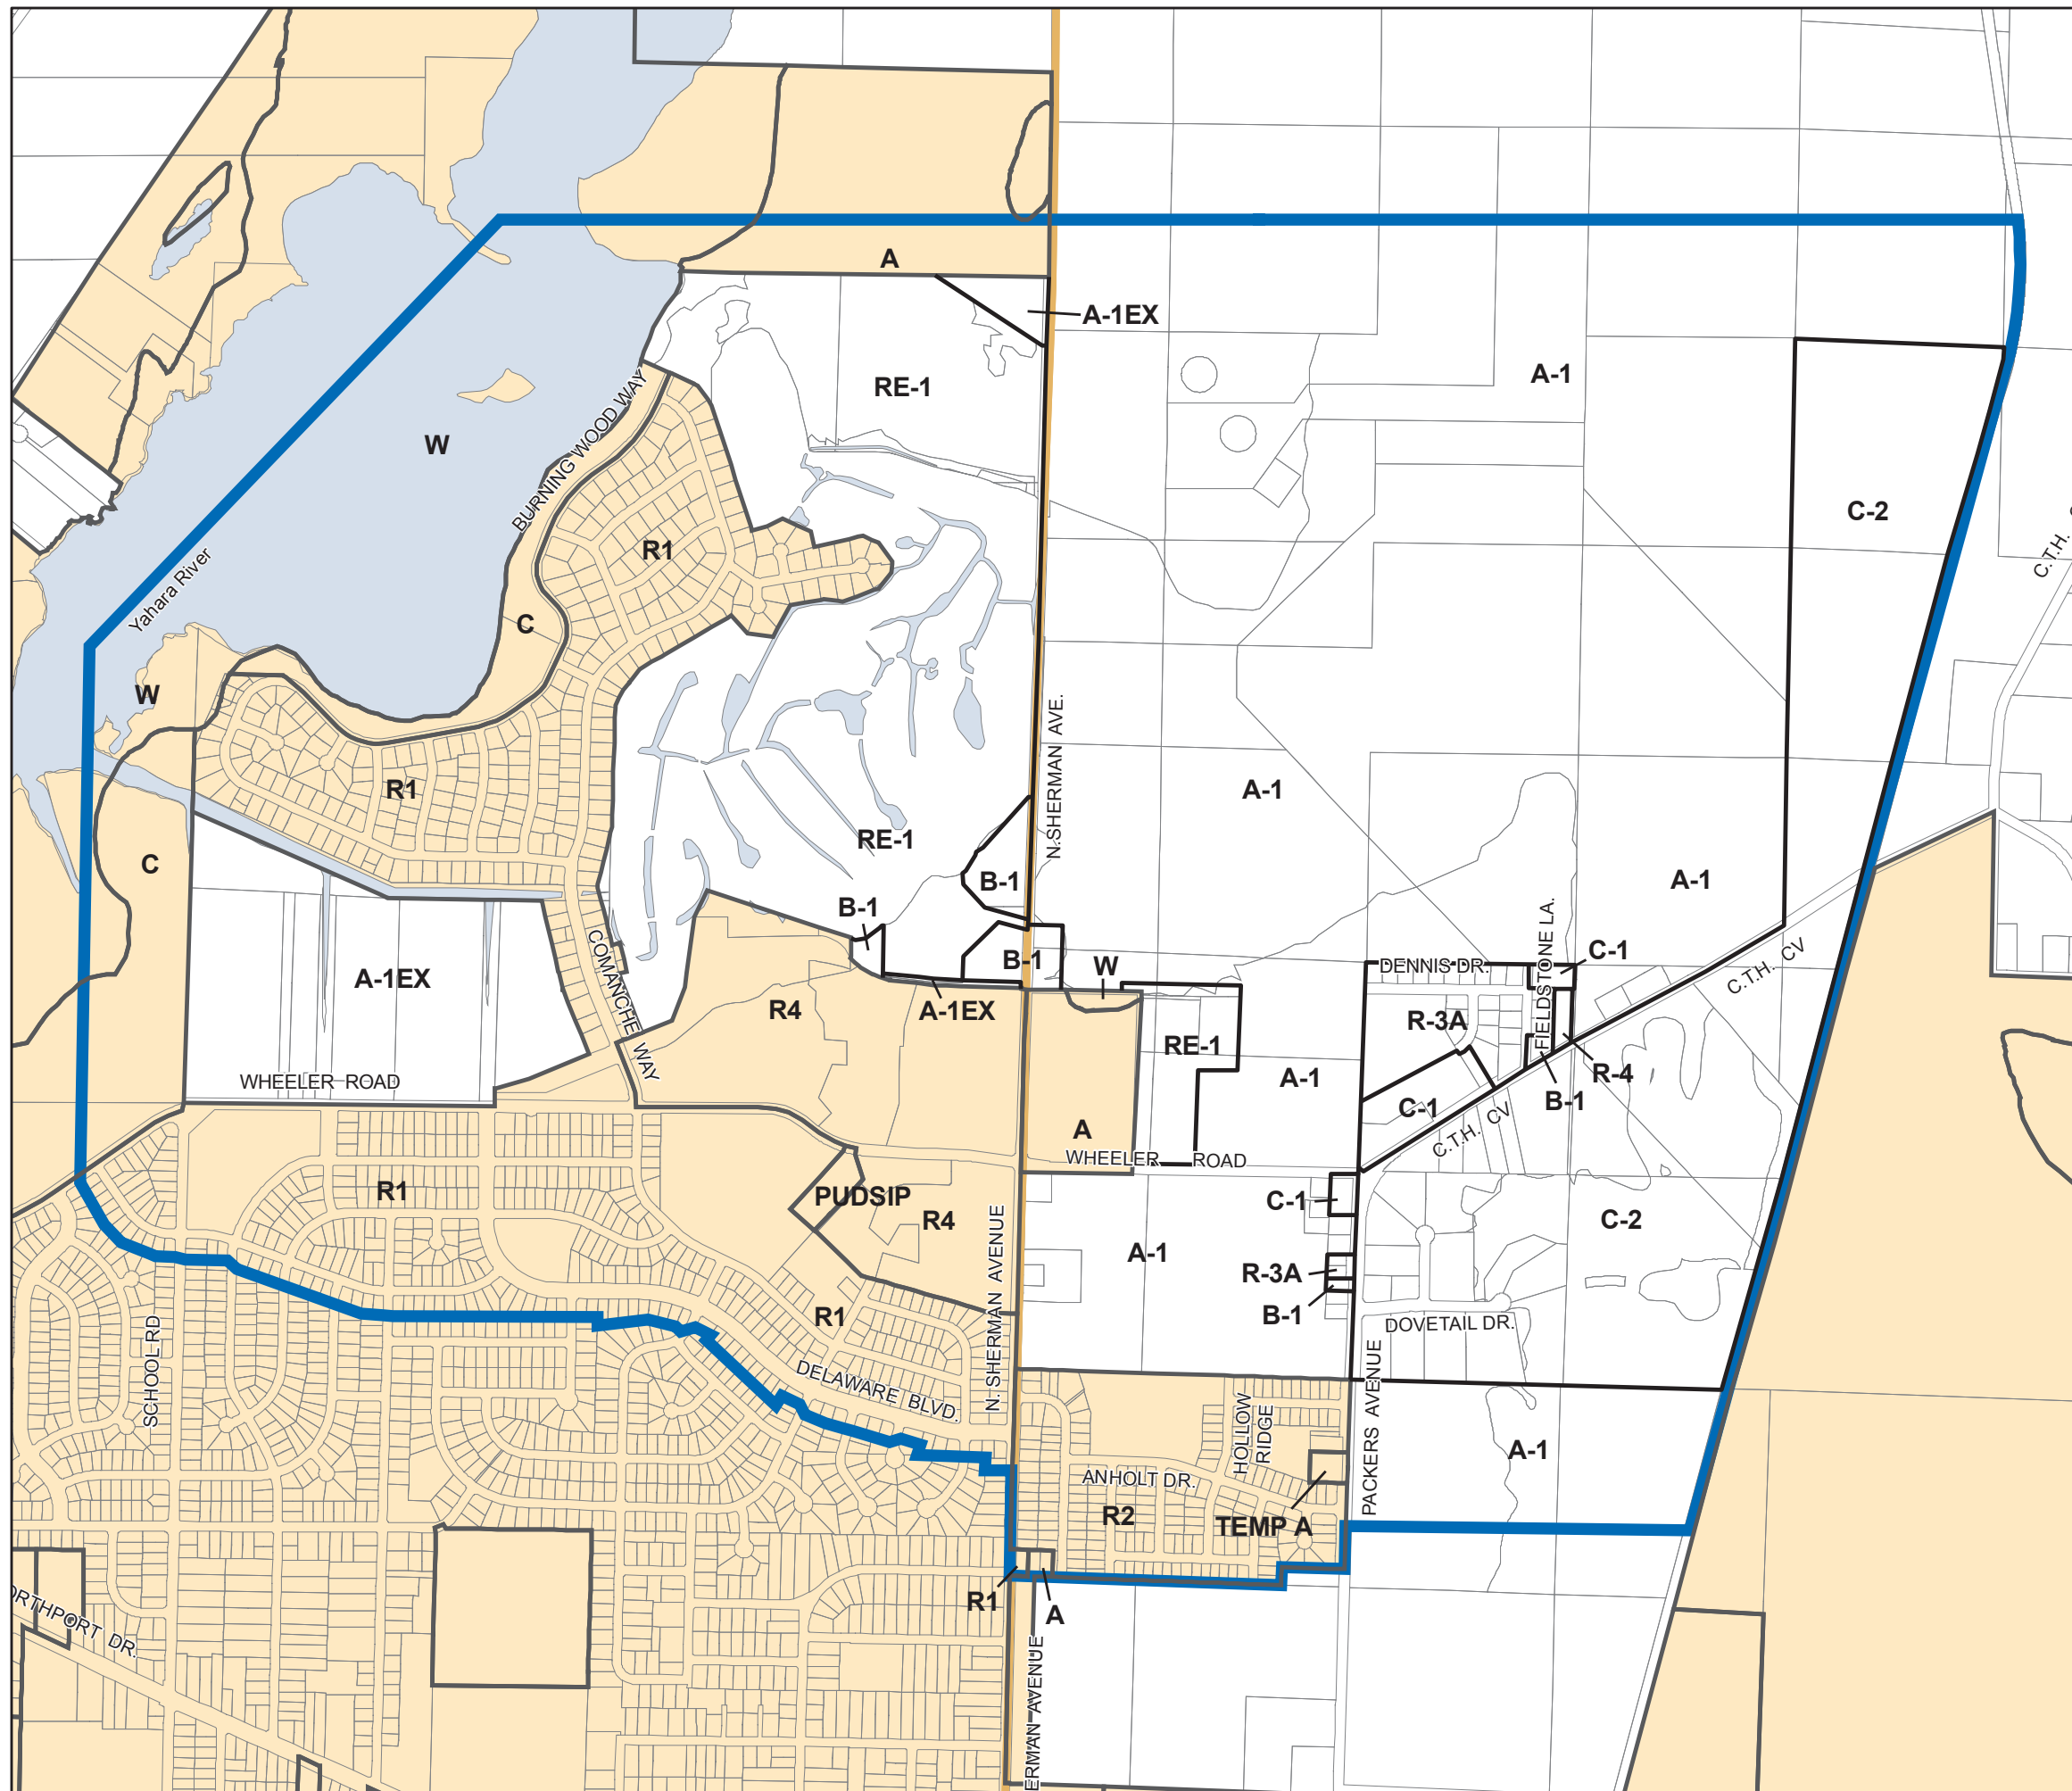 A
A-1EX
RE-1
A-1
C-2
W
BURNING WOOD WAY
R1
Yahara River
C
C.T.H.
W
N.SHERMAN AVE.
R1
A-1
RE-1
C
B-1
A-1
B-1
FIELDSTONE LA.
C-1
B-1
W
DENNIS DR.
C.T.H. CV
A-1EX
COMANCHE WAY
R4
A-1EX
R-3A
RE-1
R-4
A-1
B-1
C-1
C.T.H. CV
WHEELER ROAD
A
WHEELER ROAD
R1
PUDSIP
R4
C-1
C-2
A-1
R-3A
B-1
R1
DOVETAIL DR.
N. SHERMAN AVENUE
SCHOOL RD
DELAWARE BLVD.
PACKERS AVENUE
HOLLOW
RIDGE
A-1
ANHOLT DR.
R2
TEMP A
R1
A
ORTHPORT DR.
ERMAN AVENUE